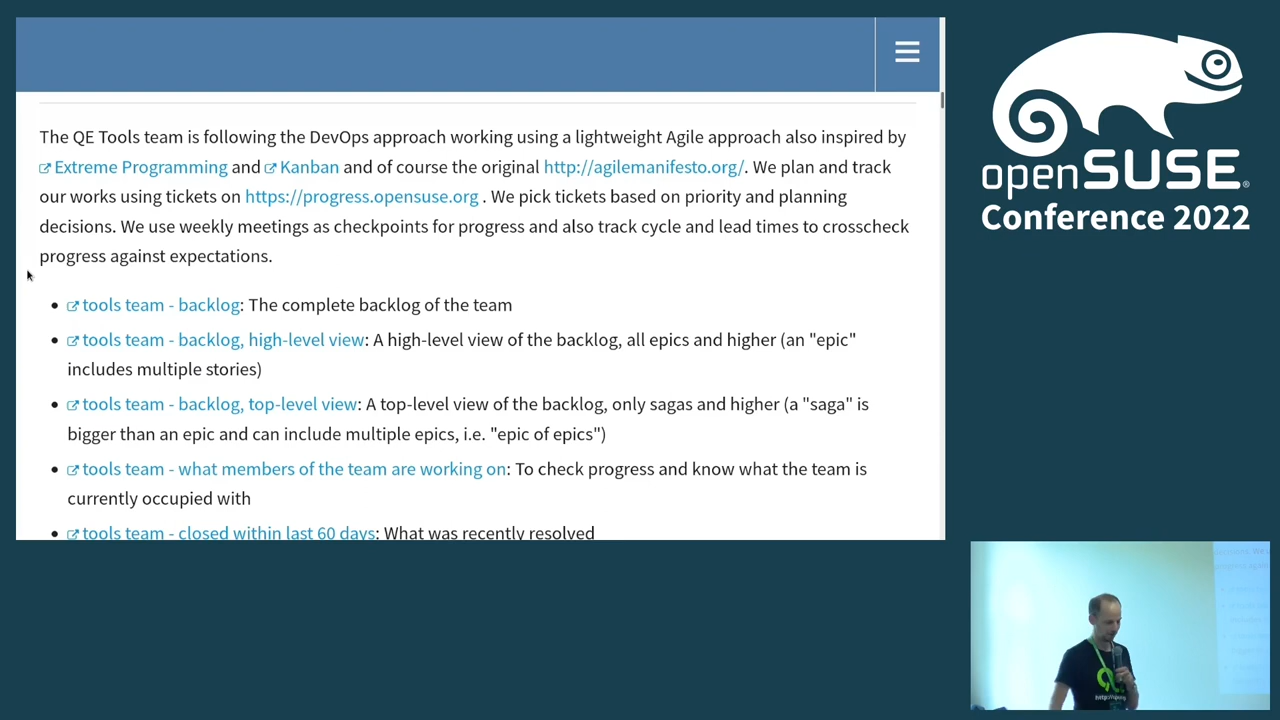 The QE Tools team is following the DevOps approach working using a lightweight Agile approach also inspired by
Extreme Programming and Kanban and of course the original http://agilemanifesto.org/. We plan and track
our works using tickets on https://progress.opensuse.org . We pick tickets based on priority and planning
decisions. We use weekly meetings as checkpoints for progress and also track cycle and lead times to crosscheck
progress against expectations.
• tools team - backlog: The complete backlog of the team
• tools team - backlog, high-level view: A high-level view of the backlog, all epics and higher (an "epic"
includes multiple stories)
• tools team - backlog, top-level view: A top-level view of the backlog, only sagas and higher (a "saga" is
bigger than an epic and can include multiple epics, i.e. "epic of epics")
• tools team - what members of the team are working on: To check progress and know what the team is
currently occupied with
• tools team - closed within last 60 days: What was recently resolved
openSUSE®
Conference 2022